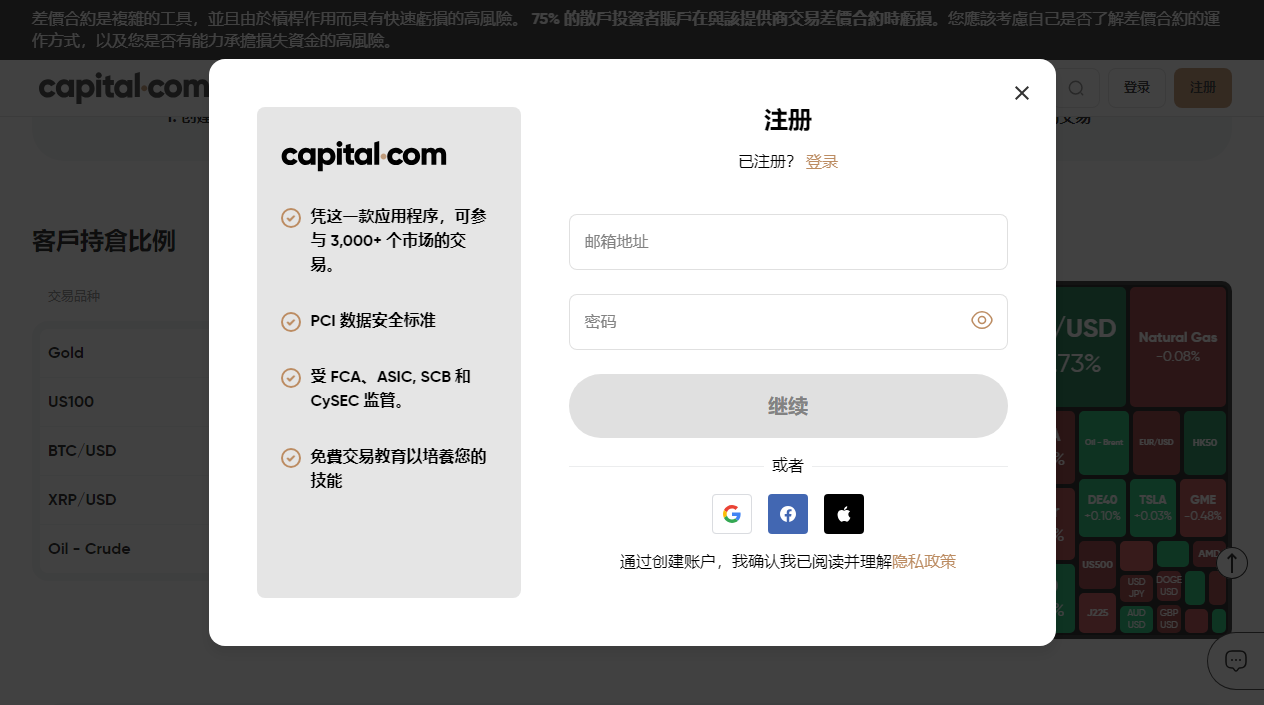 差價合約是複雜的工具，並且由於槓桿作用而具有快速虧損的高風險。 75% 的散戶投資者賬戶在與該提供商交易差價合約時虧損。您應該考慮自己是否了解差價合約的運
作方式，以及您是否有能力承擔損失資金的高風險。
capital.com
登录
注册
1. 创建
交易
客戶持倉比例
交易品种
Gold
US100
BTC/USD
XRP/USD
Oil - Crude
capital.com
凭这一款应用程序，可参
与 3,000+ 个市场的交
易。
PCI 数据安全标准
受 FCA、ASIC, SCB 和
CySEC 监管。
免費交易教育以培養您的
技能
注册
已注册？ 登录
邮箱地址
密码
继续
或者
通过创建账户，我确认我已阅读并理解隐私政策
/USD
73%
Natural Gas
-0.08%
Oil - Brent
EUR/USD
HK50
DE40
+0.10%
TSLA
+0.03%
GME
-0.48%
US500
AMD
USD
JPY
DOGE
USD
J225
AUD
USD
GBP
USD